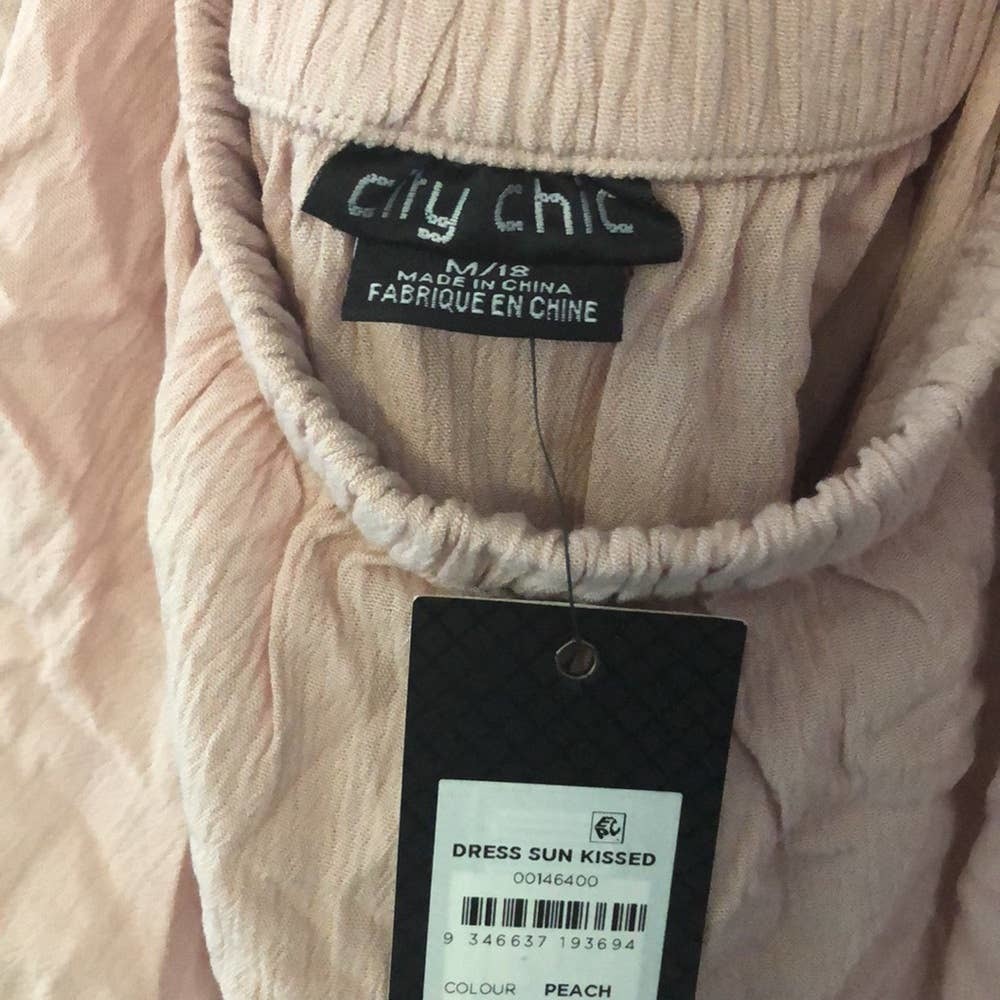 city chic
M/18
MADE IN CHINA
FABRIQUE EN CHINE
DRESS SUN KISSED
00146400
9 346637 193694
COLOUR PEACH